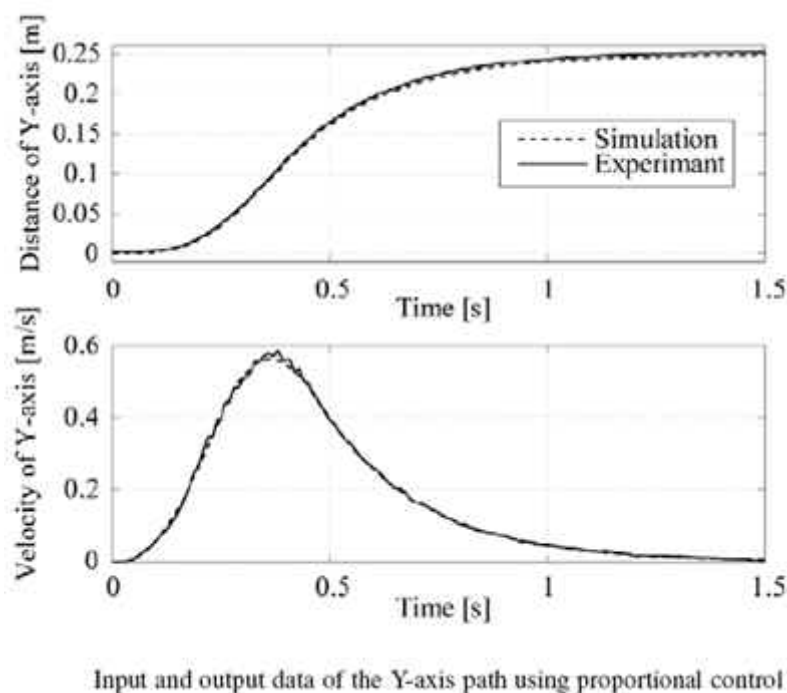 Distance of Y-axis [m]
0.25
0.2
0.15
0.1
0.05
0
Simulation
Experimant
0 0.5 1 1.5
Time [s]
Velocity of Y-axis [m/s]
0.6
0.4
0.2
0
0 0.5 1 1.5
Time [s]
Input and output data of the Y-axis path using proportional control